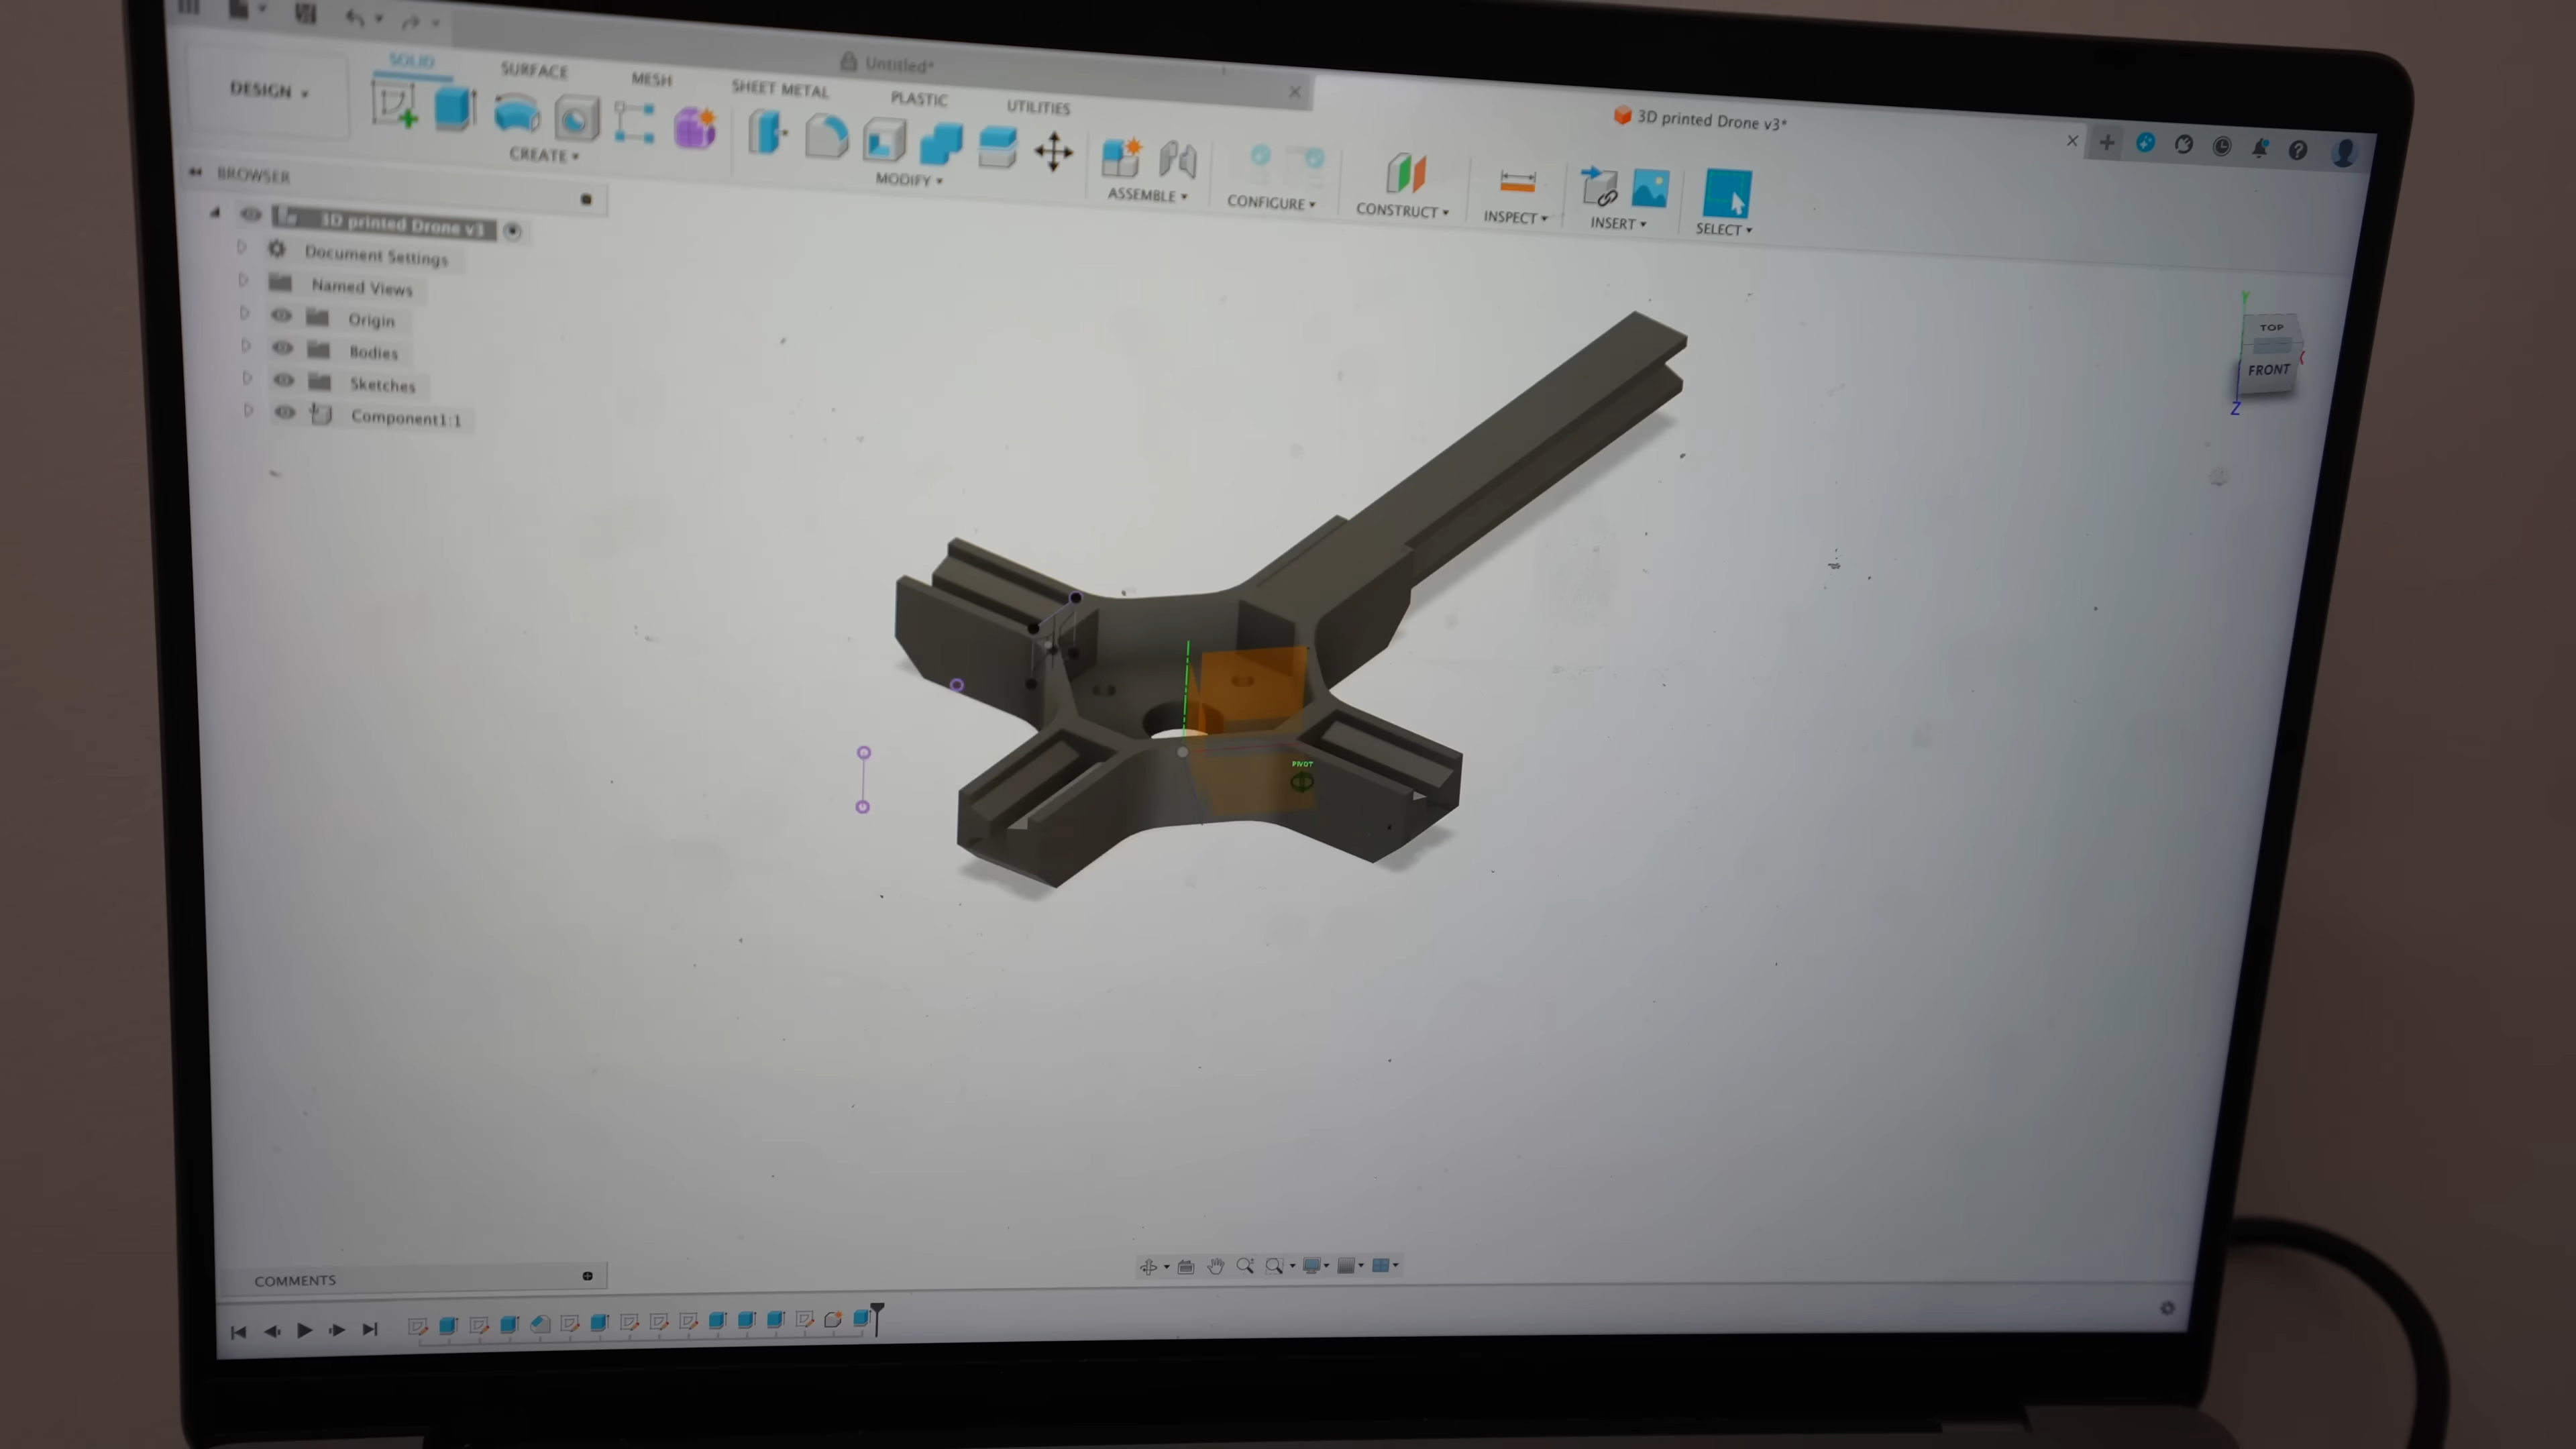 Untitled*
3D printed Drone v3*
DESIGN
SOLID
SURFACE
MESH
SHEET METAL
PLASTIC
UTILITIES
CREATE
MODIFY
ASSEMBLE
CONFIGURE
CONSTRUCT
INSPECT
INSERT
SELECT
BROWSER
3D printed Drone v3
Document Settings
Named Views
Origin
Bodies
Sketches
Component1:1
Y
TOP
FRONT
X
Z
PIVOT
COMMENTS